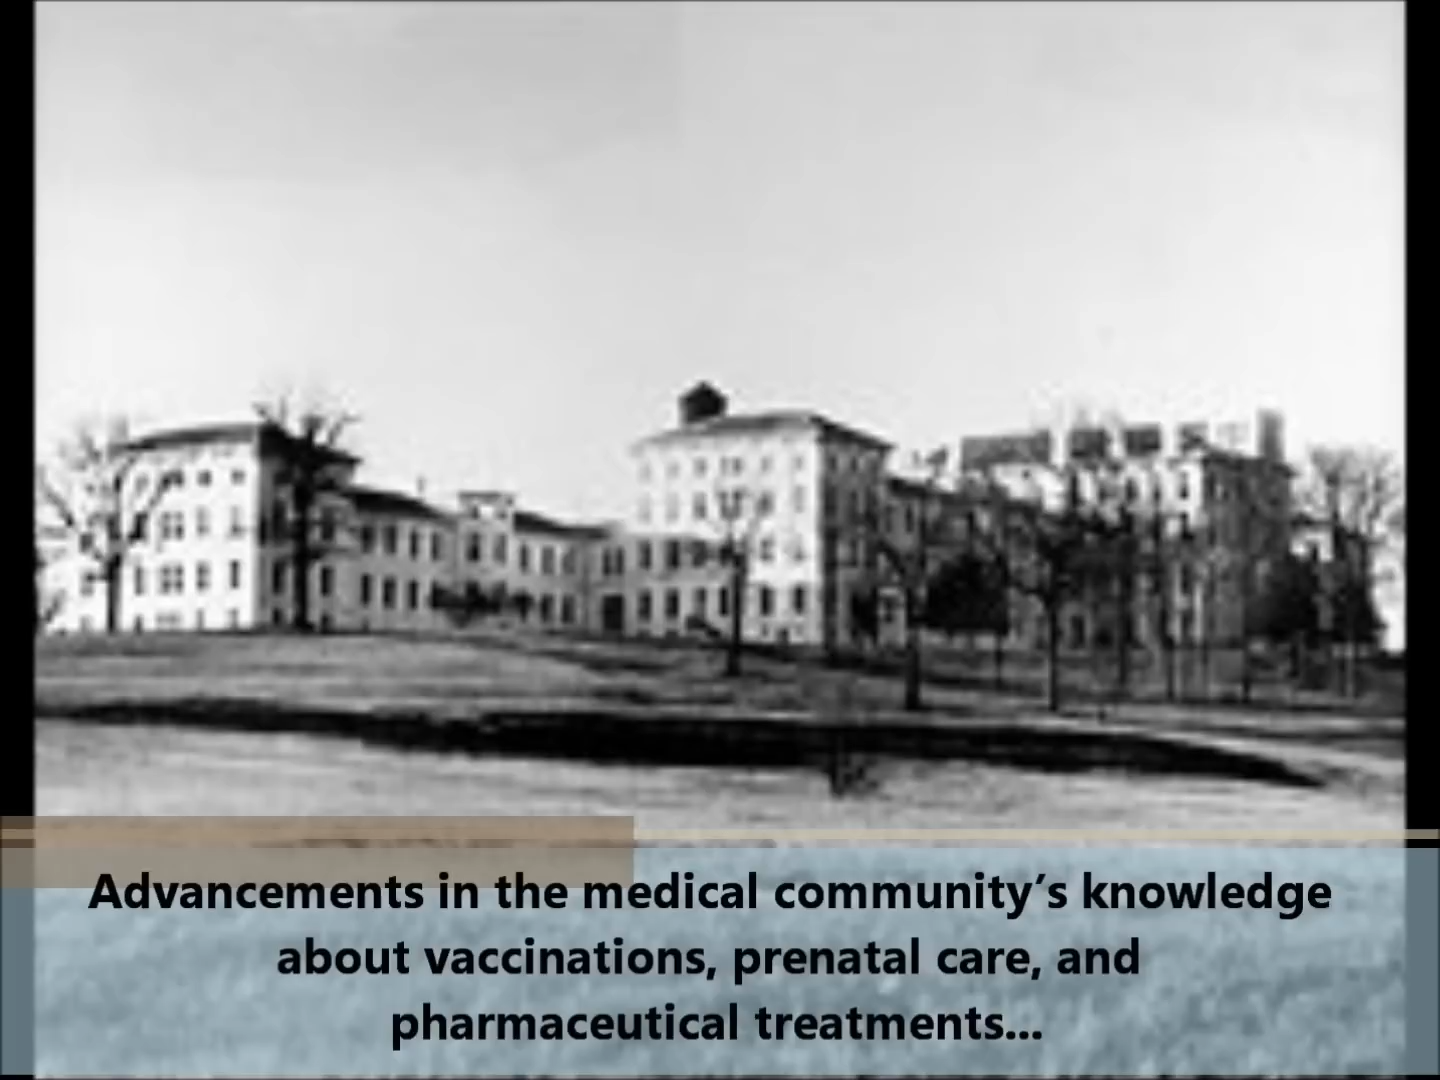 Advancements in the medical community’s knowledge
about vaccinations, prenatal care, and
pharmaceutical treatments...